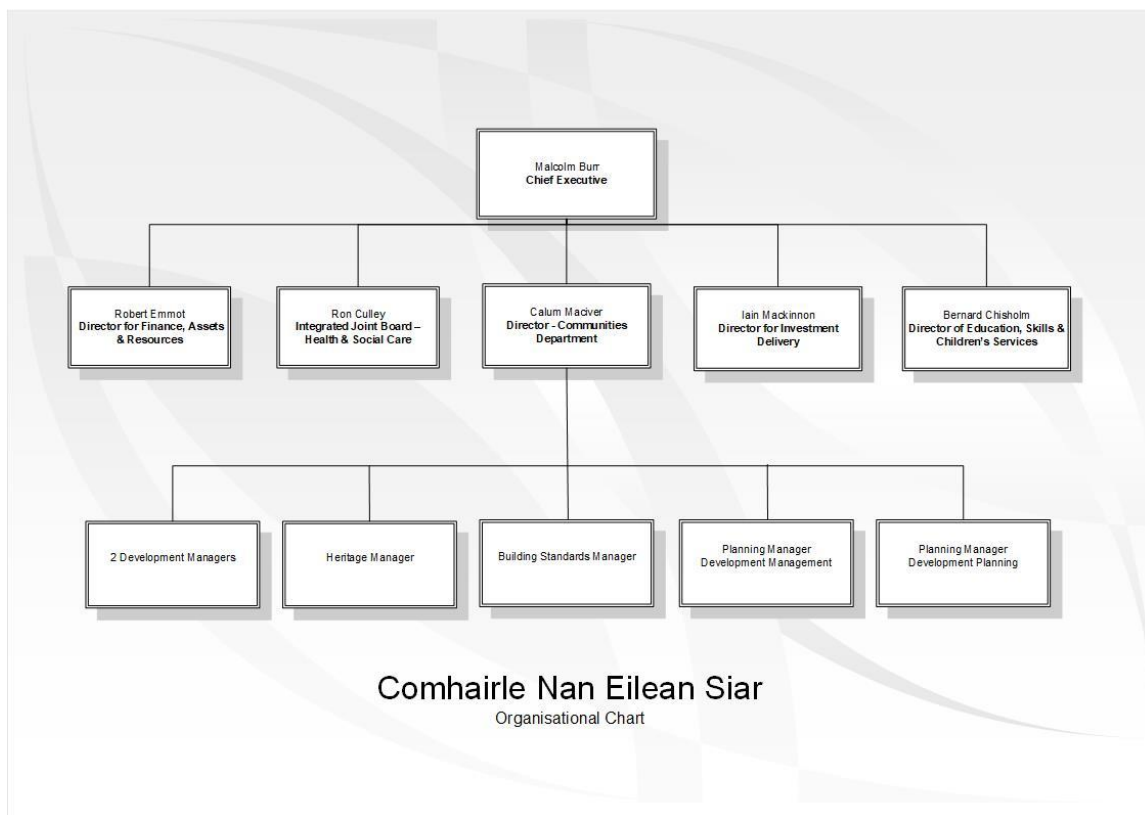 Malcolm Burr
Chief Executive
Robert Emmot
Director for Finance, Assets
& Resources
Ron Culley
Integrated Joint Board –
Health & Social Care
Calum Maciver
Director - Communities
Department
Iain Mackinnon
Director for Investment
Delivery
Bernard Chisholm
Director of Education, Skills &
Children's Services
2 Development Managers
Heritage Manager
Building Standards Manager
Planning Manager
Development Management
Planning Manager
Development Planning
Comhairle Nan Eilean Siar
Organisational Chart